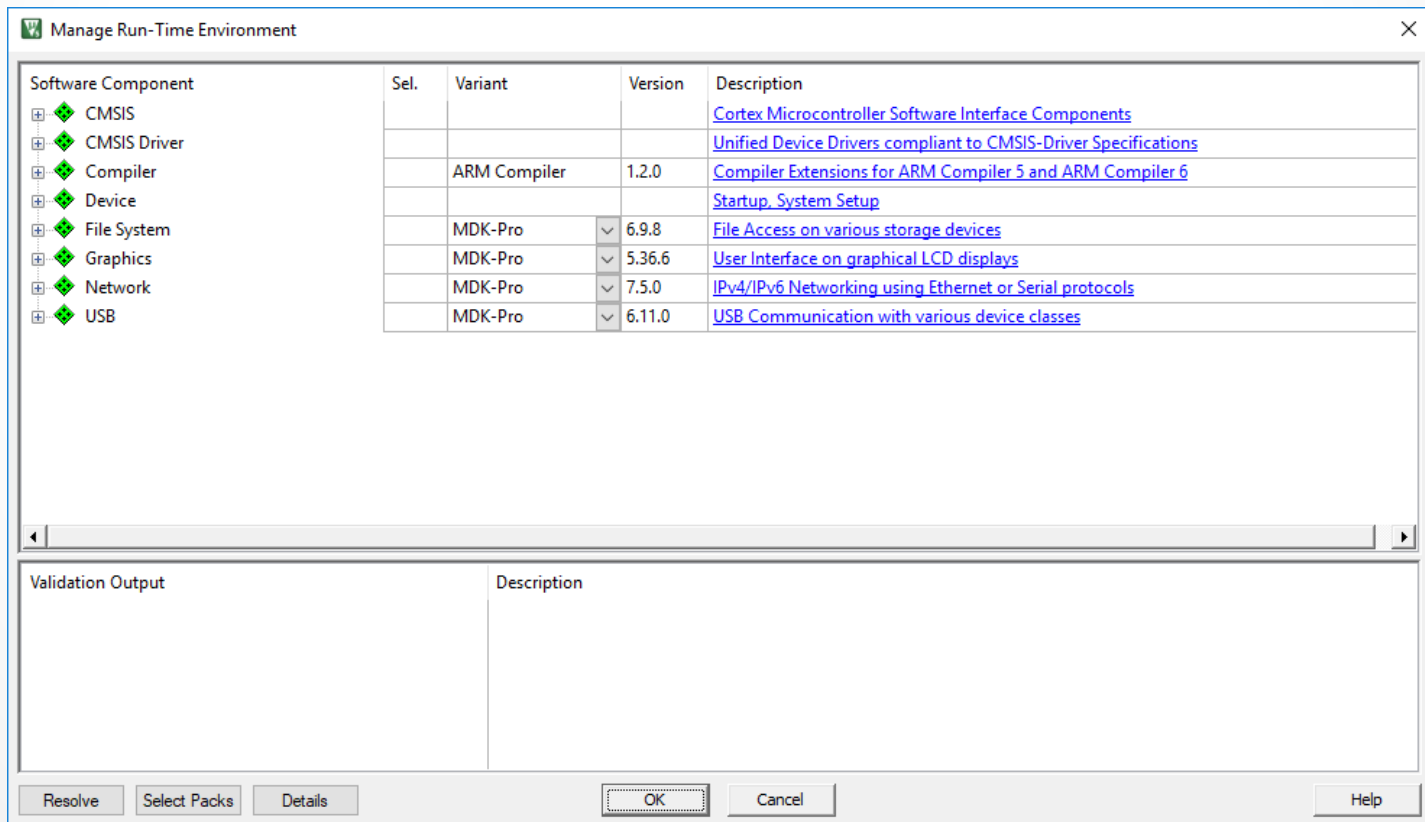 Manage Run-Time Environment
Software Component Sel. Variant Version Description
CMSIS Cortex Microcontroller Software Interface Components
CMSIS Driver Unified Device Drivers compliant to CMSIS-Driver Specifications
Compiler ARM Compiler 1.2.0 Compiler Extensions for ARM Compiler 5 and ARM Compiler 6
Device Startup, System Setup
File System MDK-Pro 6.9.8 File Access on various storage devices
Graphics MDK-Pro 5.36.6 User Interface on graphical LCD displays
Network MDK-Pro 7.5.0 IPv4/IPv6 Networking using Ethernet or Serial protocols
USB MDK-Pro 6.11.0 USB Communication with various device classes
Validation Output Description
Resolve Select Packs Details OK Cancel Help